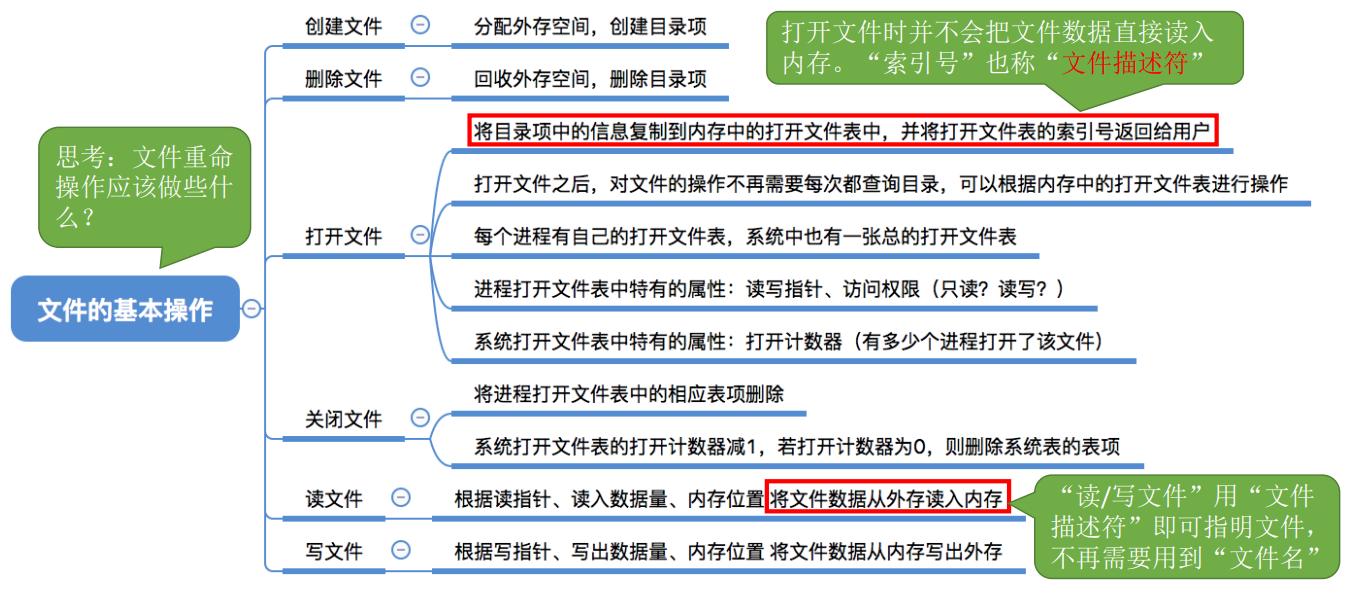 创建文件
分配外存空间，创建目录项
删除文件
回收外存空间，删除目录项
打开文件时并不会把文件数据直接读入
内存。“索引号”也称“文件描述符”
将目录项中的信息复制到内存中的打开文件表中，并将打开文件表的索引号返回给用户
思考：文件重命
操作应该做些什
么？
打开文件之后，对文件的操作不再需要每次都查询目录，可以根据内存中的打开文件表进行操作
打开文件
每个进程有自己的打开文件表，系统中也有一张总的打开文件表
进程打开文件表中特有的属性：读写指针、访问权限（只读？读写？）
文件的基本操作
系统打开文件表中特有的属性：打开计数器（有多少个进程打开了该文件）
关闭文件
将进程打开文件表中的相应表项删除
系统打开文件表的打开计数器减1，若打开计数器为0，则删除系统表的表项
读文件
根据读指针、读入数据量、内存位置 将文件数据从外存读入内存
“读/写文件”用“文件
描述符”即可指明文件，
不再需要用到“文件名”
写文件
根据写指针、写出数据量、内存位置 将文件数据从内存写出外存